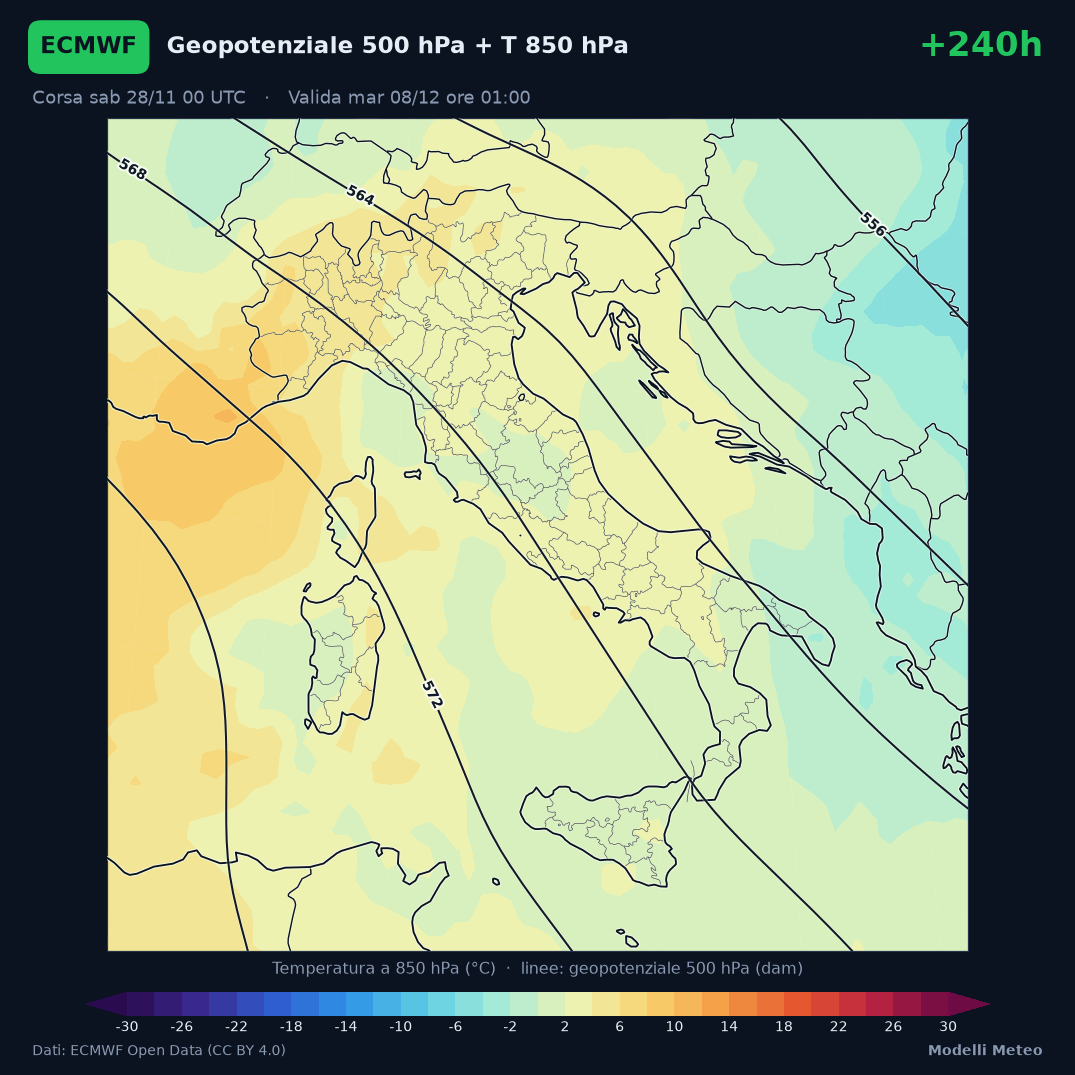 ECMWF Geopotenziale 500 hPa + T 850 hPa +240h
Corsa sab 28/11 00 UTC · Valida mar 08/12 ore 01:00
568
564
556
572
Temperatura a 850 hPa (°C) · linee: geopotenziale 500 hPa (dam)
-30 -26 -22 -18 -14 -10 -6 -2 2 6 10 14 18 22 26 30
Dati: ECMWF Open Data (CC BY 4.0) Modelli Meteo